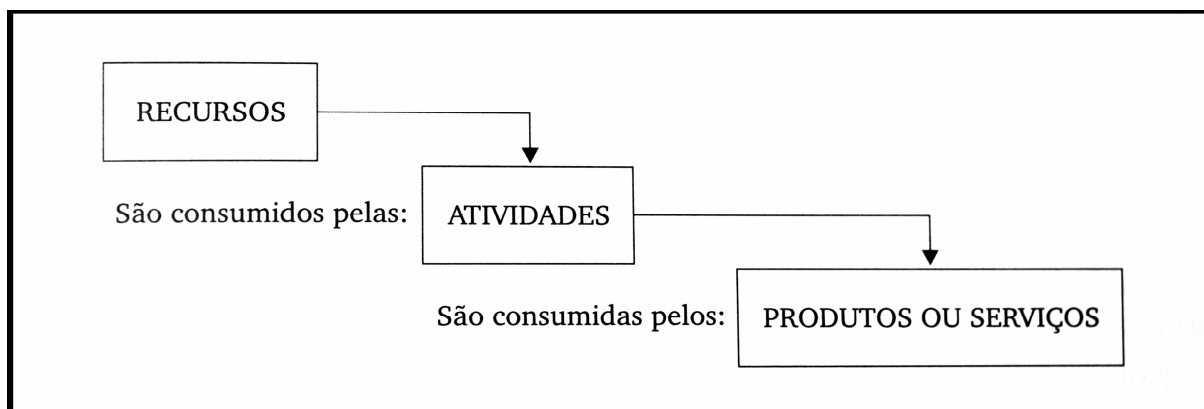 RECURSOS
São consumidos pelas:
ATIVIDADES
São consumidas pelos:
PRODUTOS OU SERVIÇOS